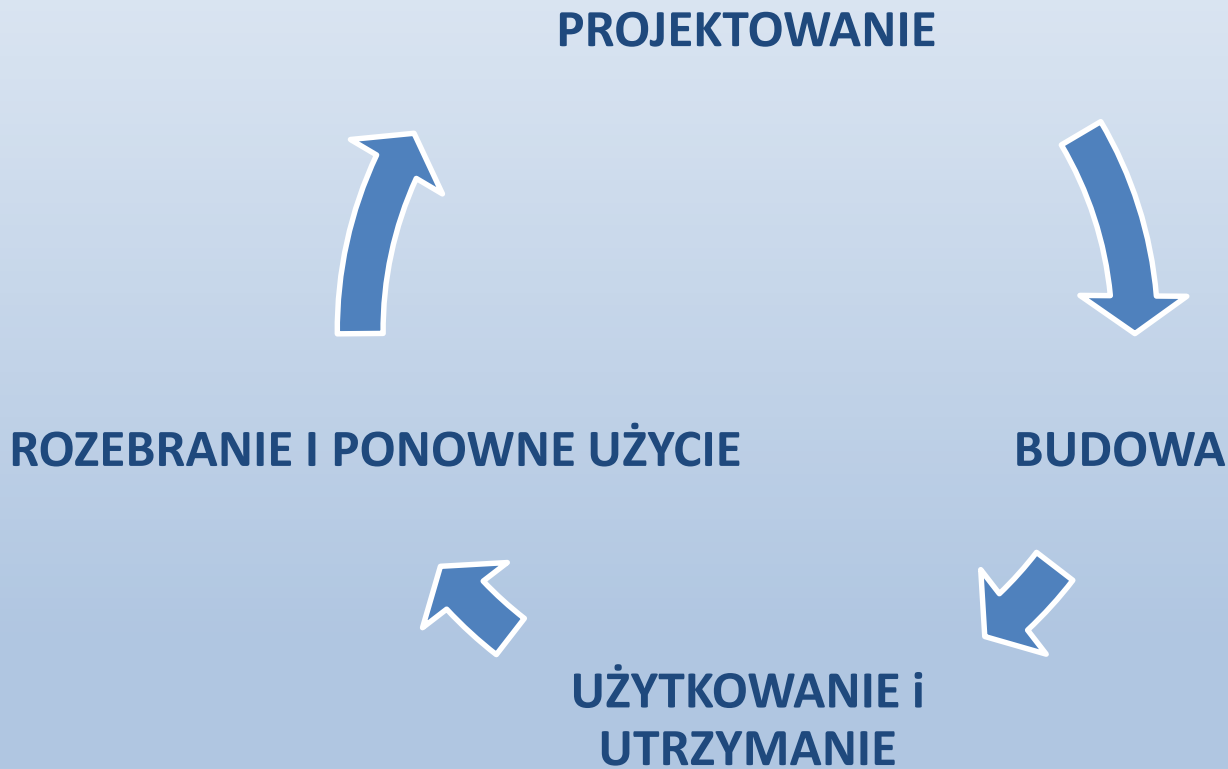 PROJEKTOWANIE
ROZEBRANIE I PONOWNE UŻYCIE
BUDOWA
UŻYTKOWANIE i
UTRZYMANIE